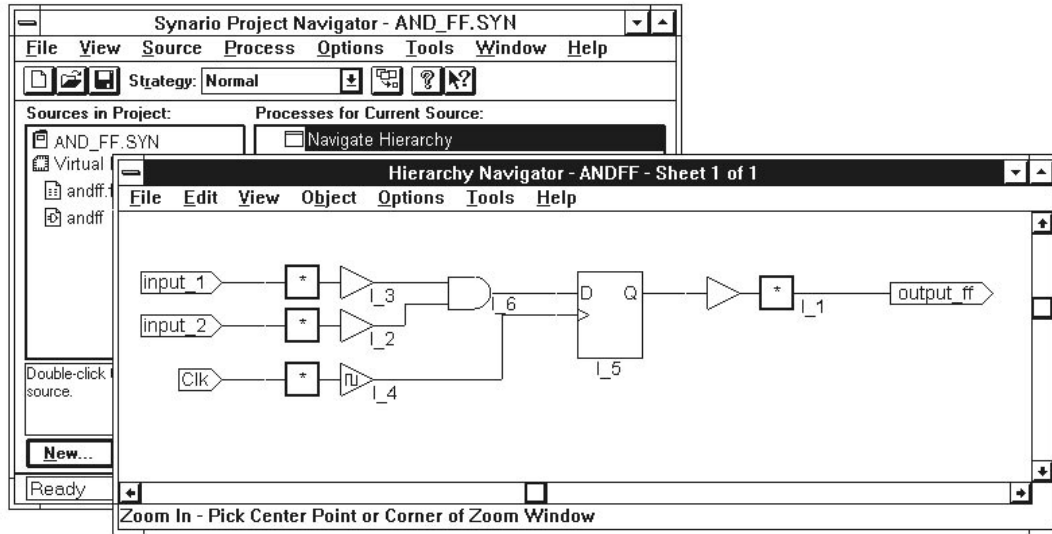 Synario Project Navigator - AND_FF.SYN
File View Source Process Options Tools Window Help
Strategy: Normal
Sources in Project: Processes for Current Source:
AND_FF.SYN
Navigate Hierarchy
Virtual
andff
andff
Double-click
source.
New...
Ready
Hierarchy Navigator - ANDFF - Sheet 1 of 1
File Edit View Object Options Tools Help
input_1 * I_3
input_2 * I_2
Clk * I_4
I_6
D Q
I_5
* I_1
output_ff
Zoom In - Pick Center Point or Corner of Zoom Window